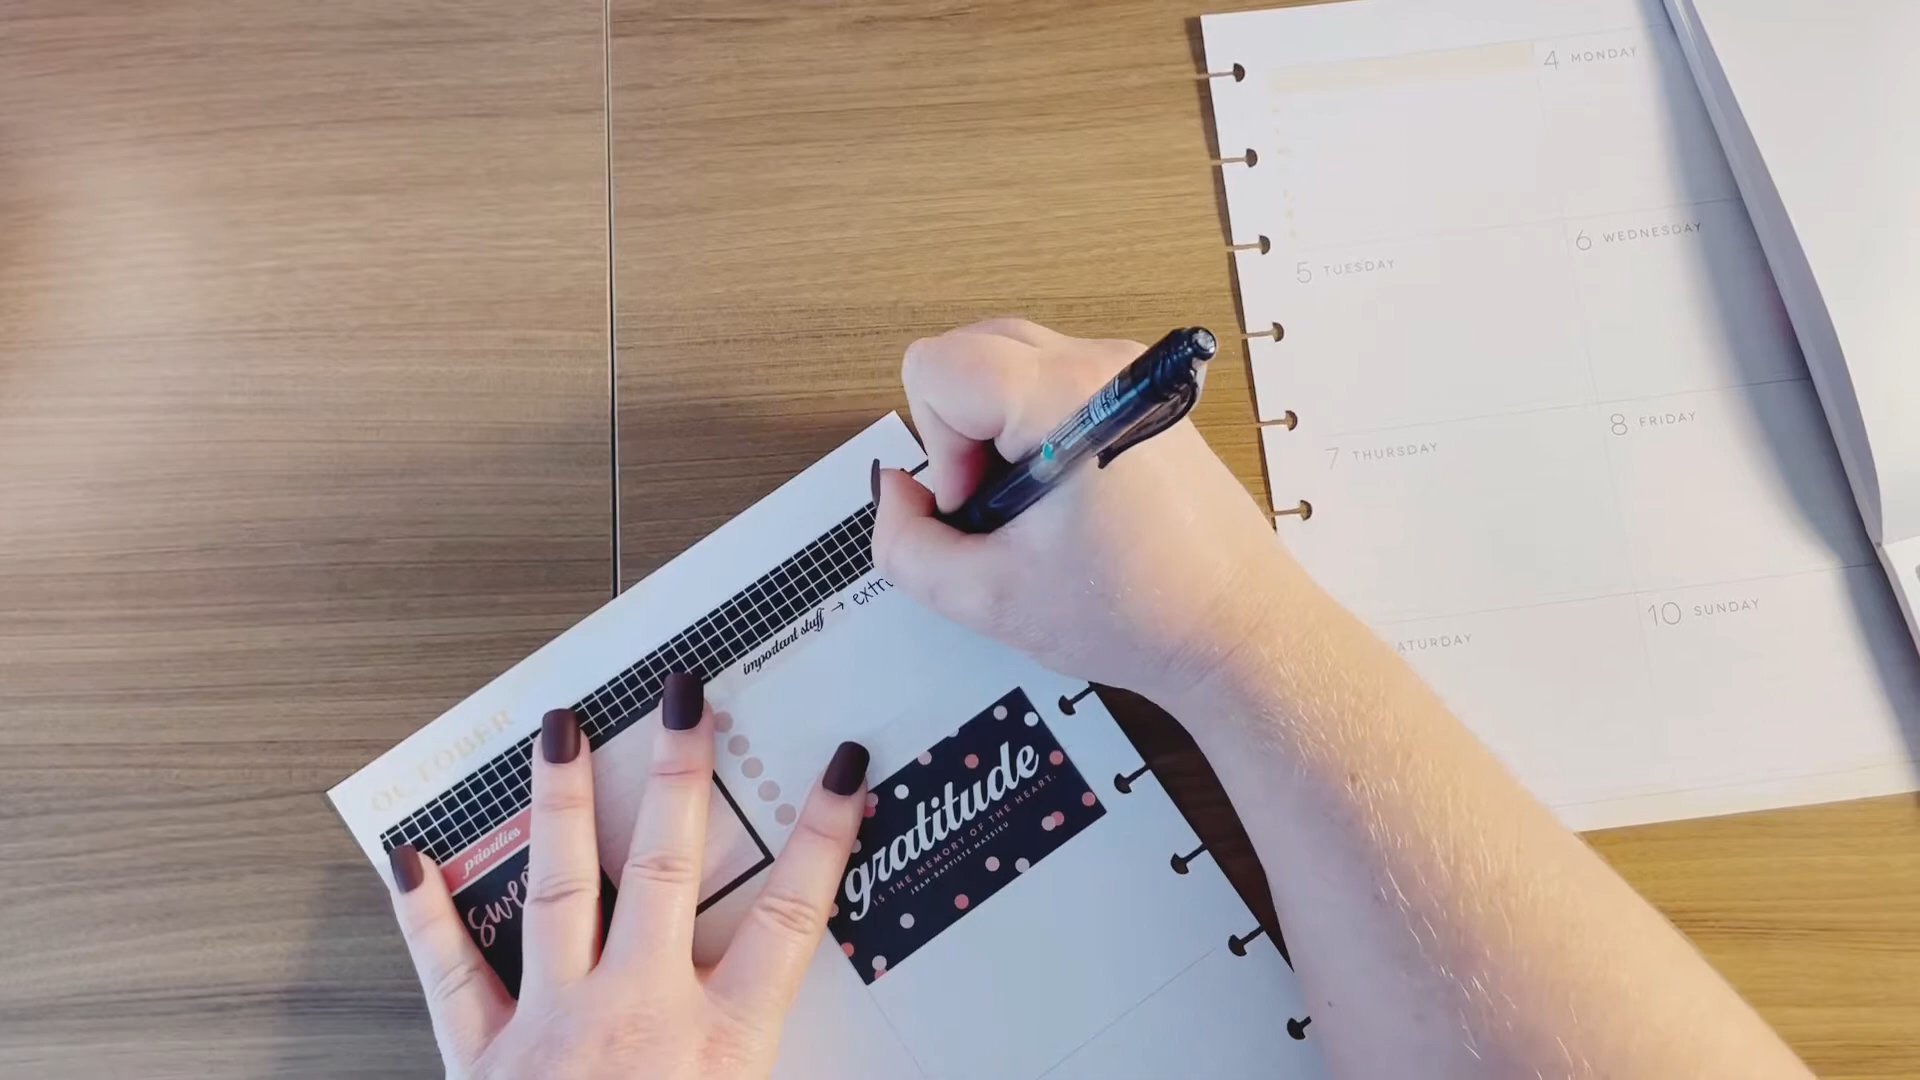 4 MONDAY
5 TUESDAY
6 WEDNESDAY
7 THURSDAY
8 FRIDAY
ATURDAY
10 SUNDAY
OCTOBER
priorities
important stuff → extr
gratitude
IS THE MEMORY OF THE HEART.
JEAN-BAPTISTE MASSIEU